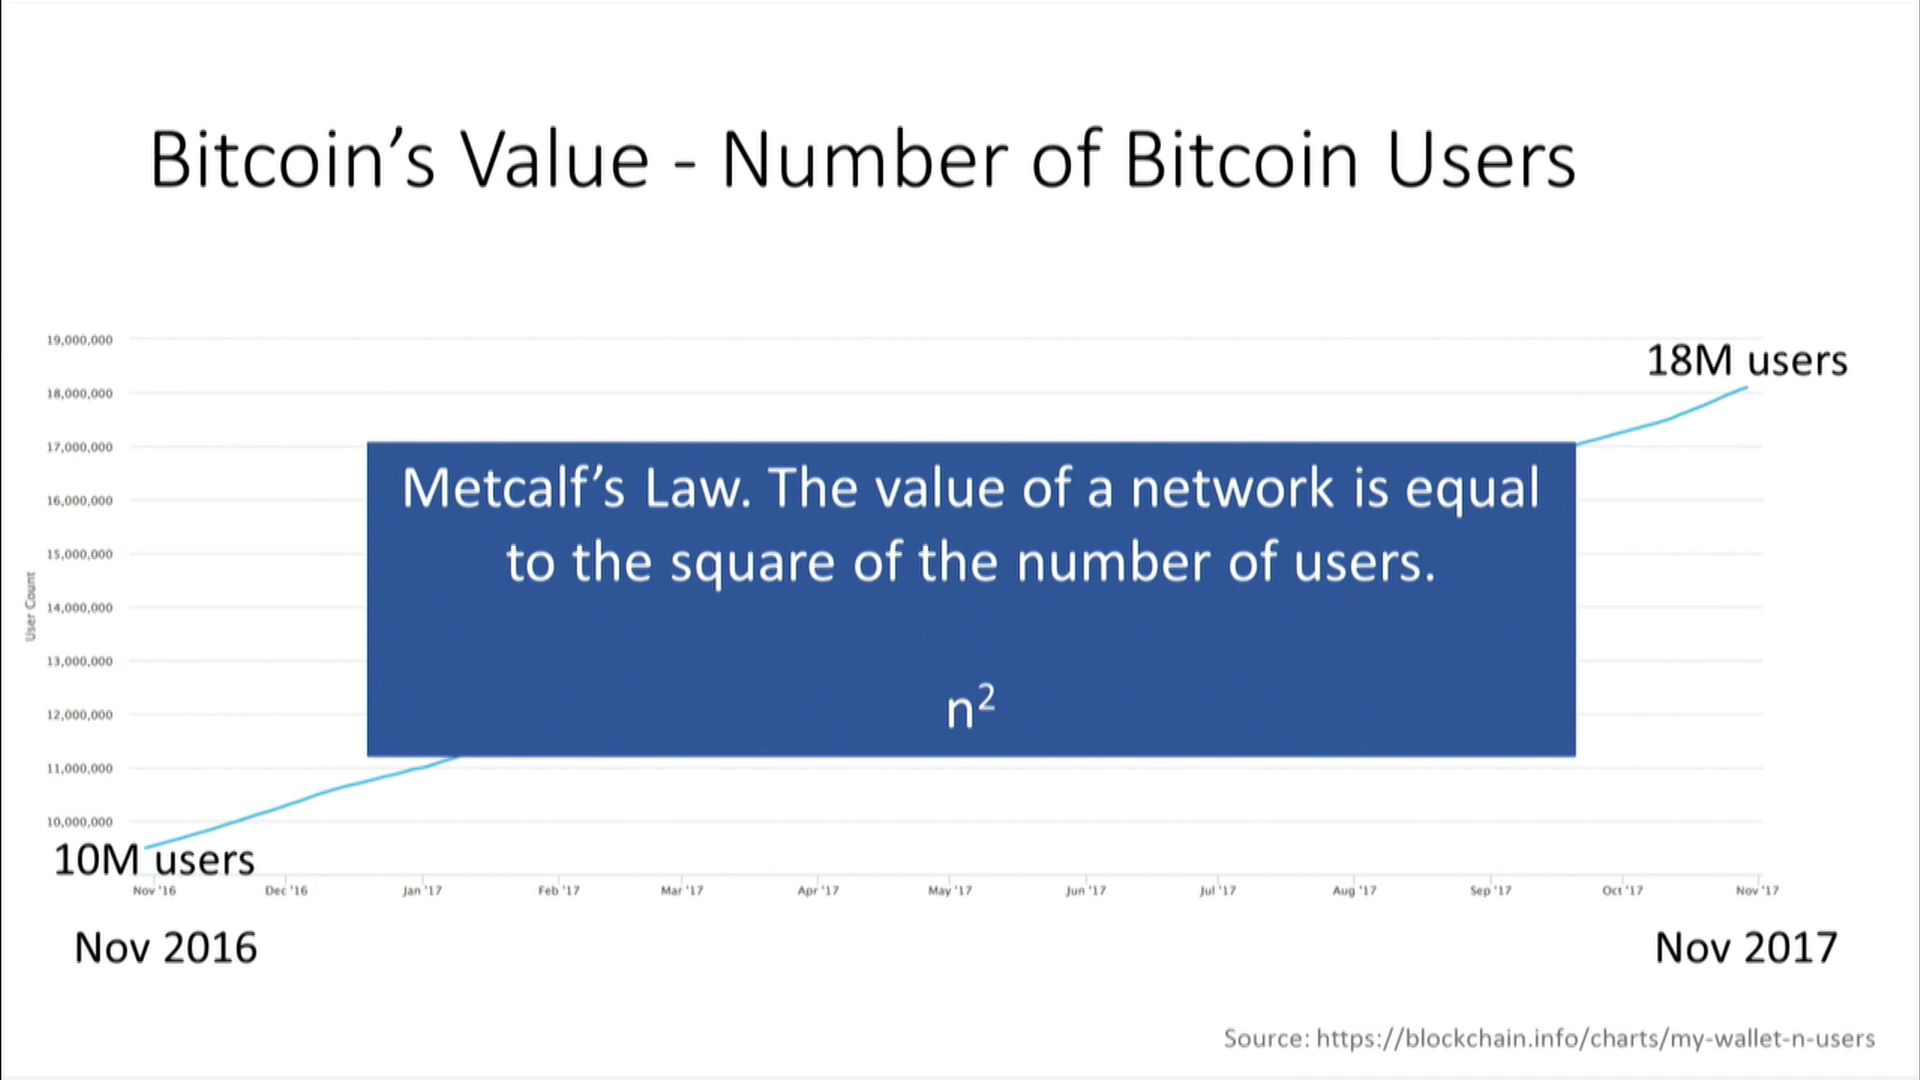 Bitcoin’s Value - Number of Bitcoin Users
19,000,000
18M users
18,000,000
17,000,000
Metcalf’s Law. The value of a network is equal
16,000,000
to the square of the number of users.
15,000,000
User Count
14,000,000
13,000,000
n²
12,000,000
11,000,000
10,000,000
10M users
Nov '16 Dec '16 Jan '17 Feb '17 Mar '17 Apr '17 May '17 Jun '17 Jul '17 Aug '17 Sep '17 Oct '17 Nov '17
Nov 2016 Nov 2017
Source: https://blockchain.info/charts/my-wallet-n-users